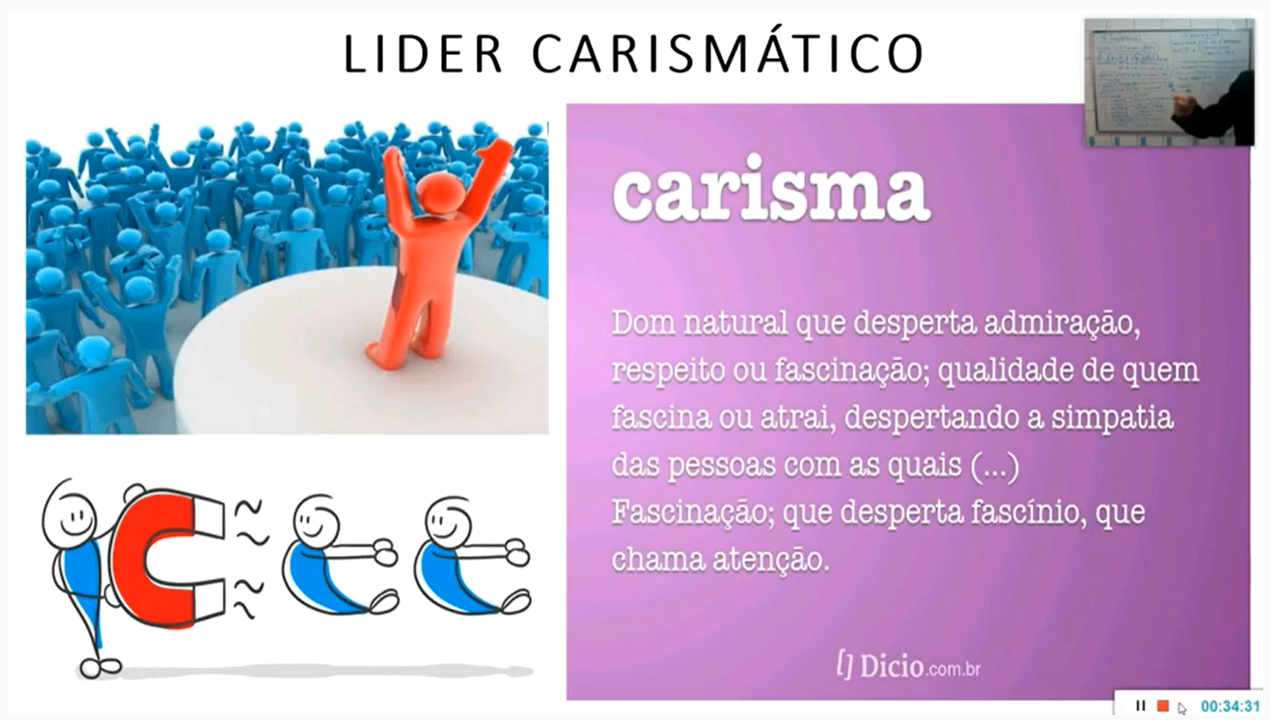 LIDER CARISMÁTICO
carisma
Dom natural que desperta admiração,
respeito ou fascinação; qualidade de quem
fascina ou atrai, despertando a simpatia
das pessoas com as quais (...)
Fascinação; que desperta fascínio, que
chama atenção.
Dicio.com.br
00:34:31